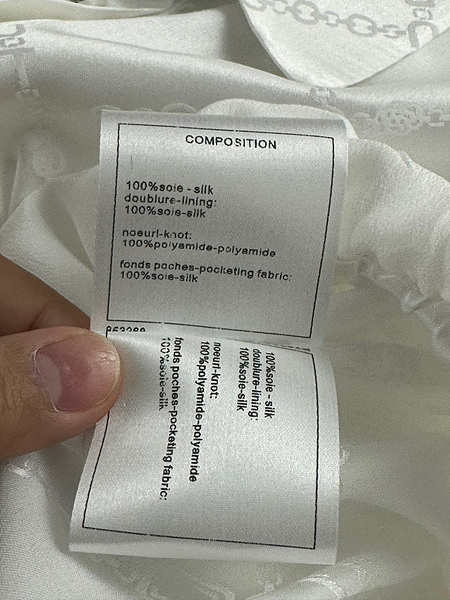 COMPOSITION
100%soie - silk
doublure-lining:
100%soie-silk
noeurl-knot:
100%polyamide-polyamide
fonds poches-pocketing fabric:
100%soie-silk
100%soie - silk
doublure-lining:
100%soie-silk
noeurl-knot:
100%polyamide-polyamide
fonds poches-pocketing fabric:
100%soie-silk